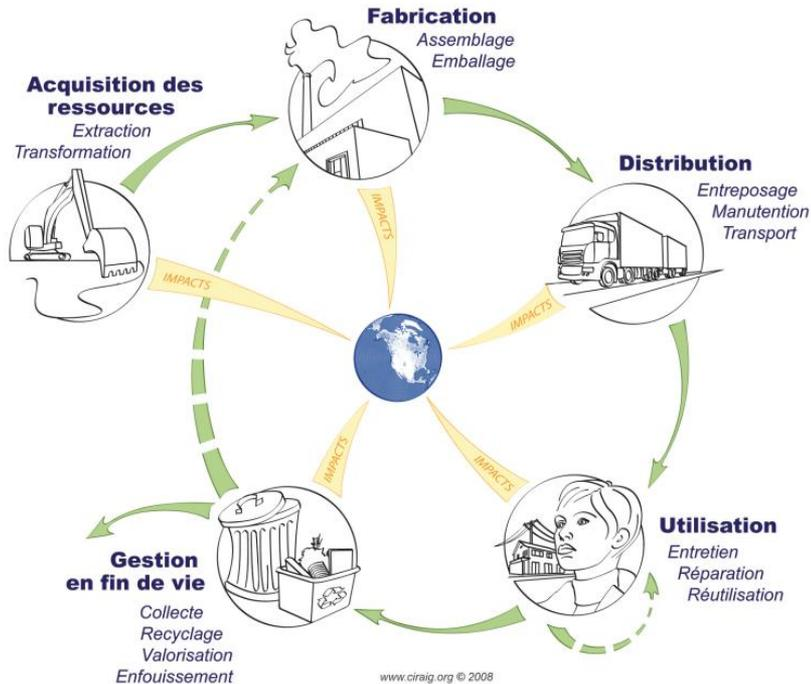 Fabrication
Assemblage
Emballage
Acquisition des
ressources
Extraction
Transformation
Distribution
Entreposage
Manutention
Transport
IMPACTS
IMPACTS
IMPACTS
IMPACTS
IMPACTS
Utilisation
Entretien
Réparation
Réutilisation
Gestion
en fin de vie
Collecte
Recyclage
Valorisation
Enfouissement
www.ciraig.org © 2008